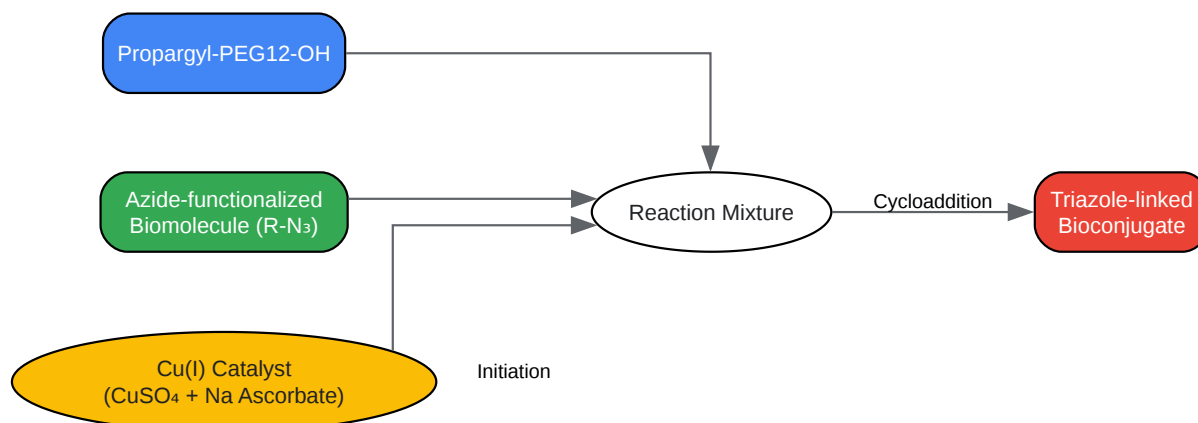 Propargyl-PEG12-OH
Azide-functionalized
Biomolecule (R-N₃)
Reaction Mixture
Cycloaddition
Triazole-linked
Bioconjugate
Cu(I) Catalyst
(CuSO₄ + Na Ascorbate)
Initiation